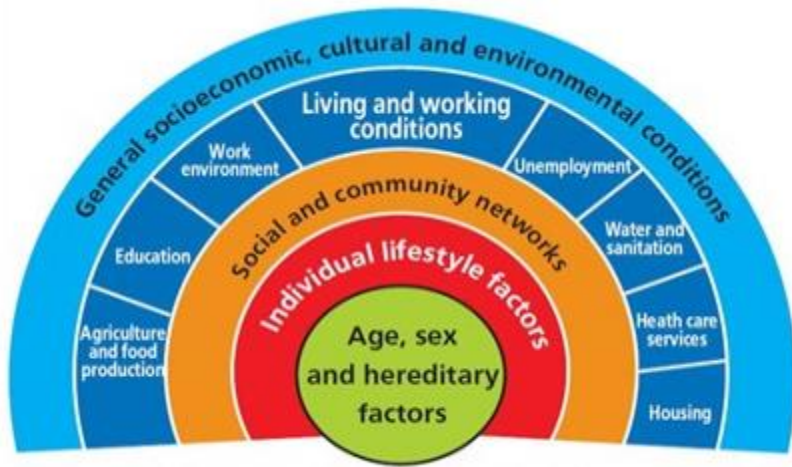 General socioeconomic, cultural and environmental conditions
Living and working
conditions
Work
environment
Unemployment
Education
Water and
sanitation
Agriculture
and food
production
Heath care
services
Housing
Social and community networks
Individual lifestyle factors
Age, sex
and hereditary
factors